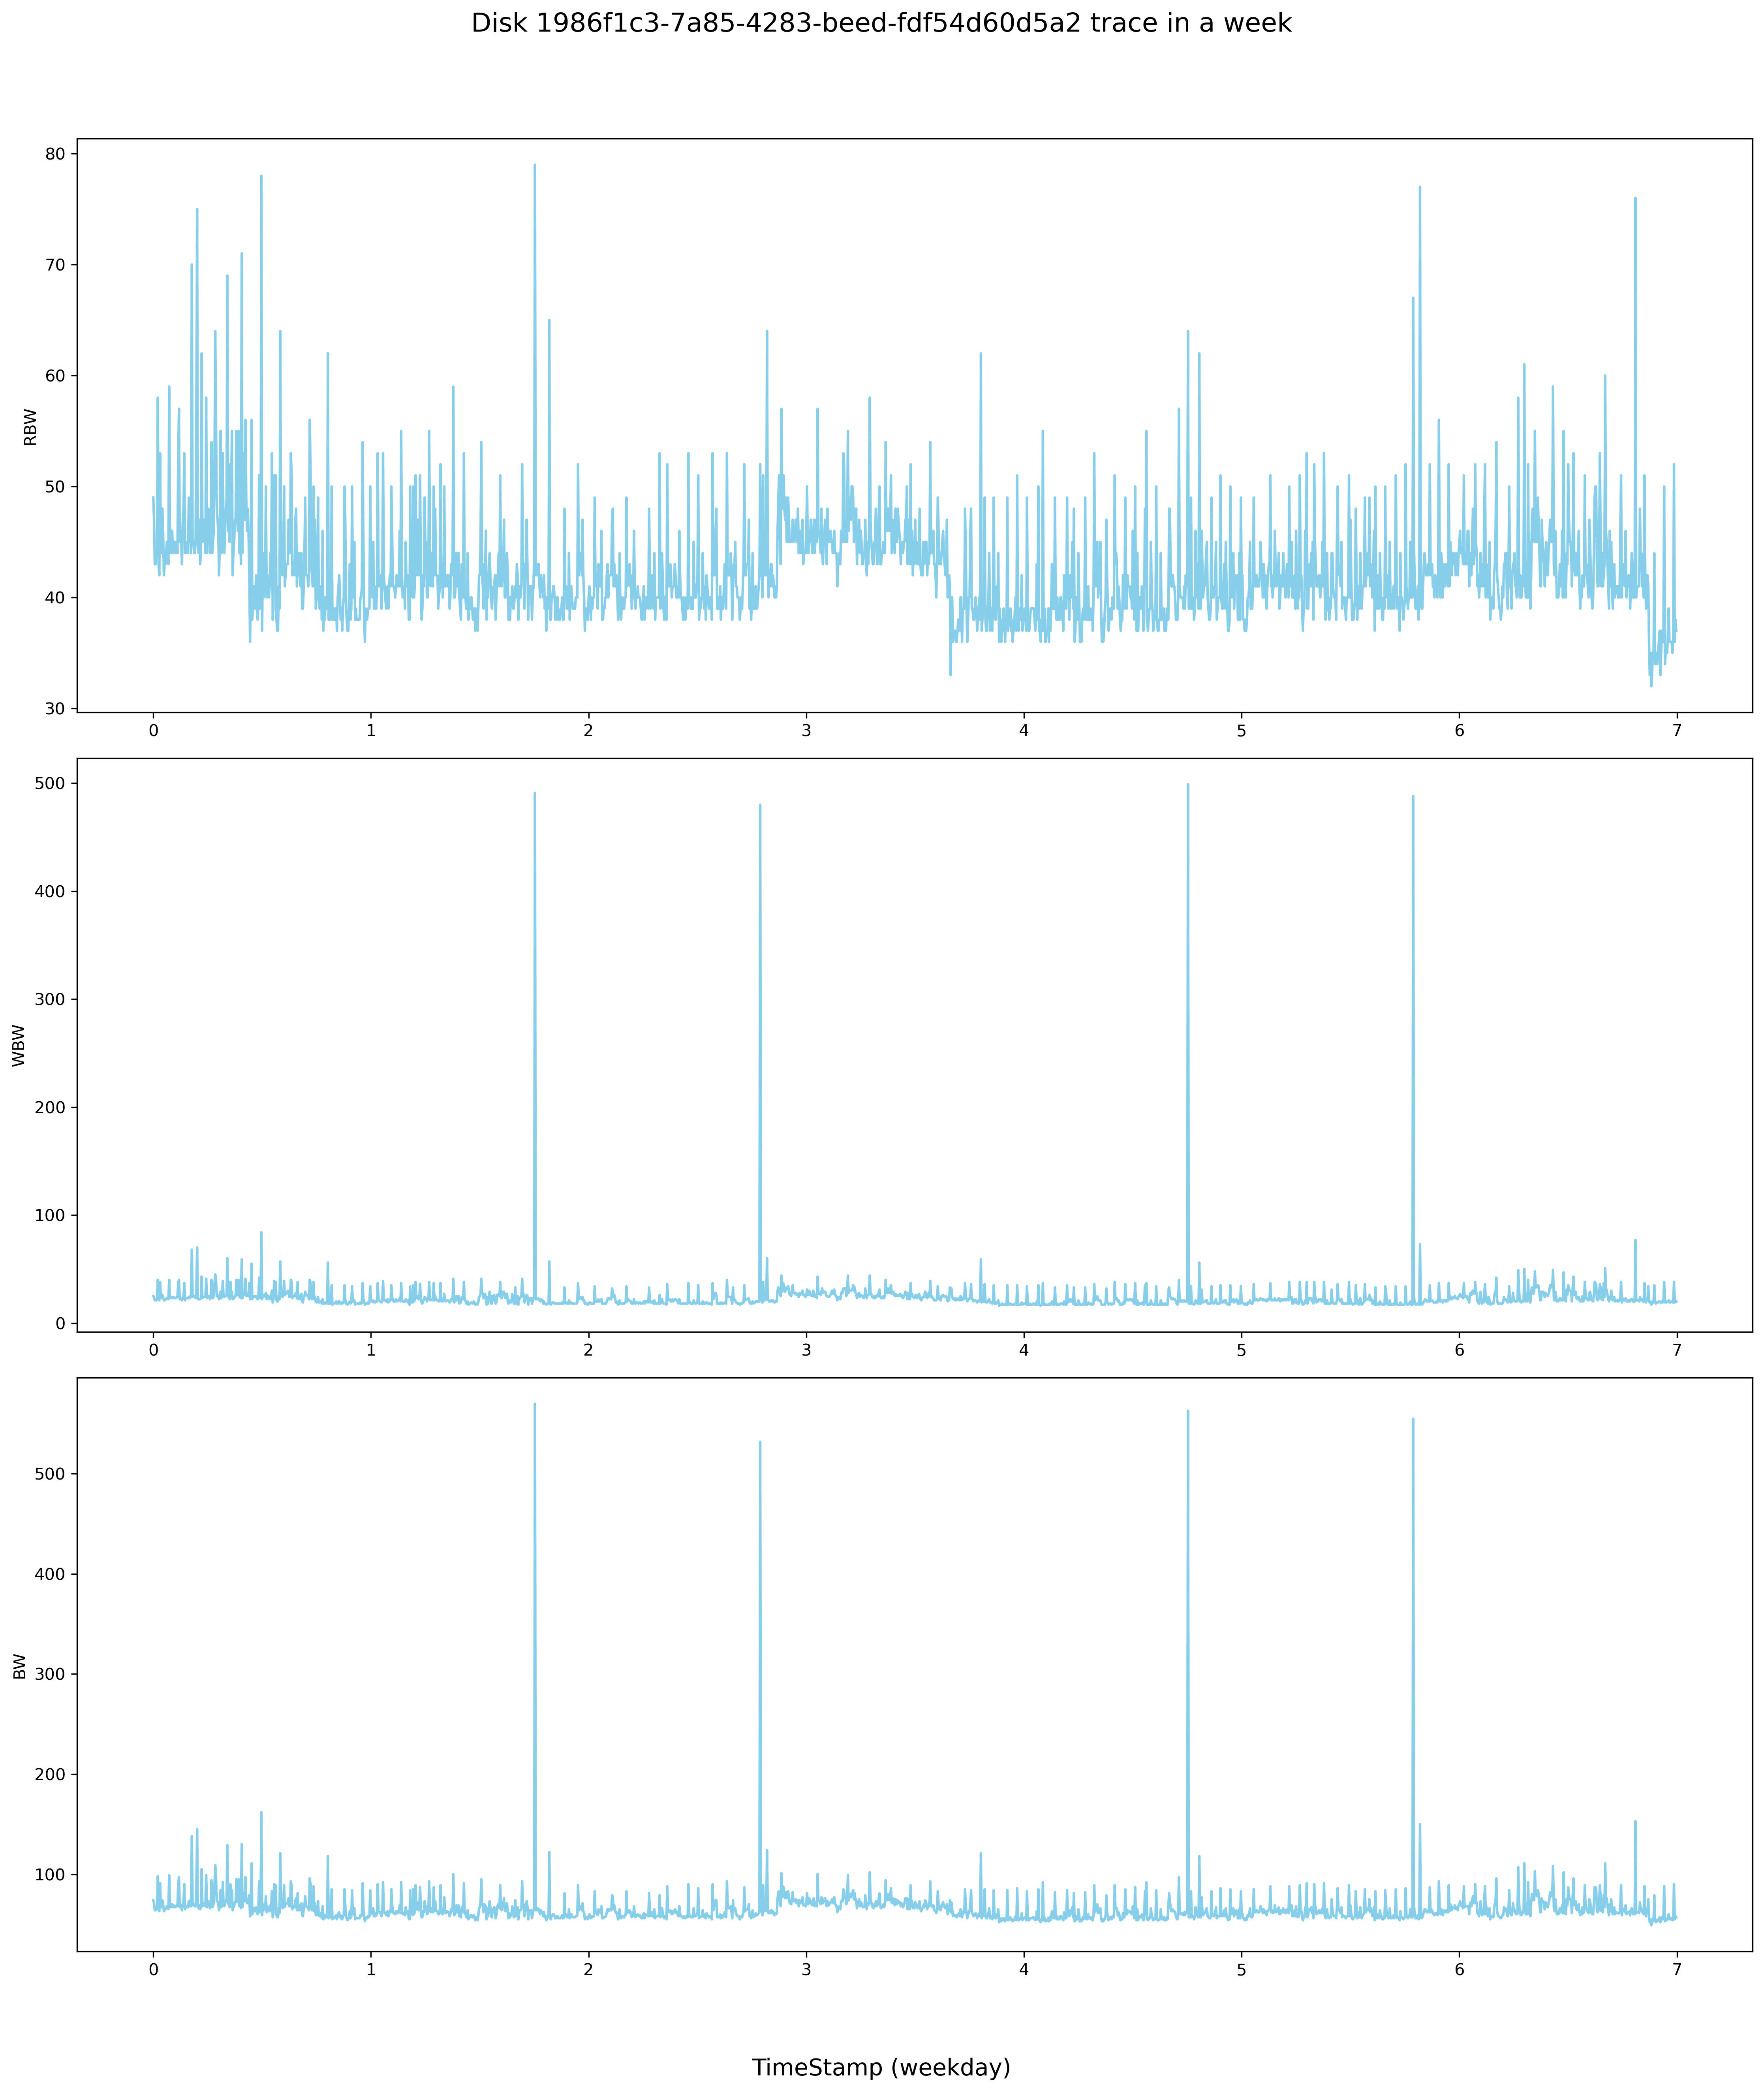 Disk 1986f1c3-7a85-4283-beed-fdf54d60d5a2 trace in a week
80
70
60
50
40
30
RBW
0 1 2 3 4 5 6 7
500
400
300
200
100
0
WBW
0 1 2 3 4 5 6 7
500
400
300
200
100
BW
0 1 2 3 4 5 6 7
TimeStamp (weekday)